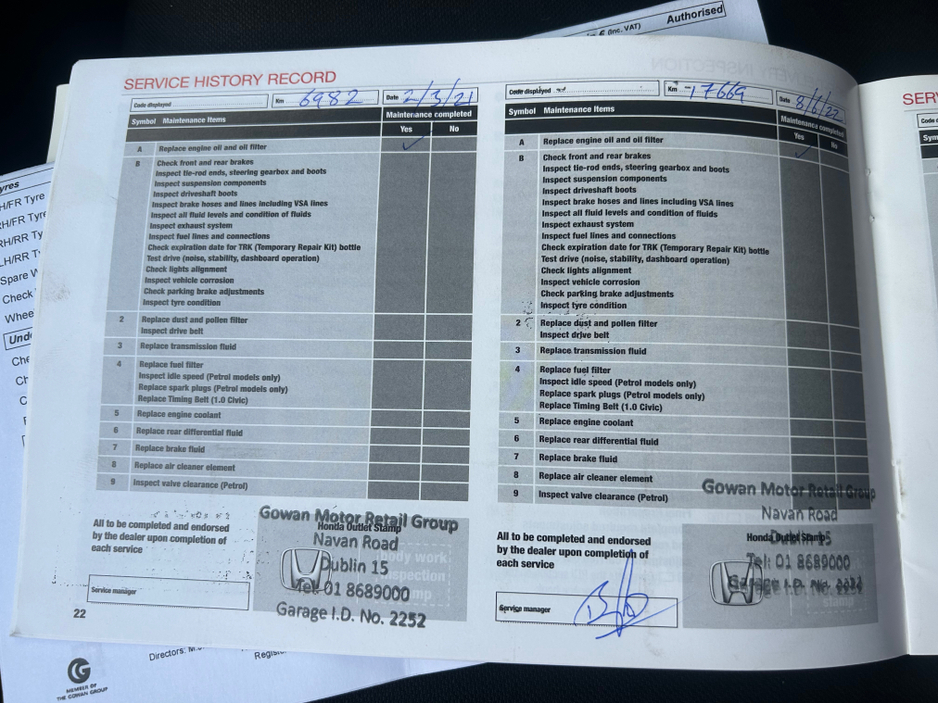 Authorised
€ (inc. VAT)
SERVICE HISTORY RECORD
Code displayed
Km 6982
Date 2/3/21
Symbol Maintenance Items
Maintenance completed
Yes No
A Replace engine oil and oil filter ✓
B Check front and rear brakes
Inspect tie-rod ends, steering gearbox and boots
Inspect suspension components
Inspect driveshaft boots
Inspect brake hoses and lines including VSA lines
Inspect all fluid levels and condition of fluids
Inspect exhaust system
Inspect fuel lines and connections
Check expiration date for TRK (Temporary Repair Kit) bottle
Test drive (noise, stability, dashboard operation)
Check lights alignment
Inspect vehicle corrosion
Check parking brake adjustments
Inspect tyre condition
2 Replace dust and pollen filter
Inspect drive belt
3 Replace transmission fluid
4 Replace fuel filter
Inspect idle speed (Petrol models only)
Replace spark plugs (Petrol models only)
Replace Timing Belt (1.0 Civic)
5 Replace engine coolant
6 Replace rear differential fluid
7 Replace brake fluid
8 Replace air cleaner element
9 Inspect valve clearance (Petrol)
All to be completed and endorsed
by the dealer upon completion of
each service
Service manager
Honda Outlet Stamp
Gowan Motor Retail Group
Navan Road
Dublin 15
Tel: 01 8689000
Garage I.D. No. 2252
22
Code displayed
Km 17669
Date
Symbol Maintenance Items
Maintenance completed
Yes No
A Replace engine oil and oil filter ✓
B Check front and rear brakes
Inspect tie-rod ends, steering gearbox and boots
Inspect suspension components
Inspect driveshaft boots
Inspect brake hoses and lines including VSA lines
Inspect all fluid levels and condition of fluids
Inspect exhaust system
Inspect fuel lines and connections
Check expiration date for TRK (Temporary Repair Kit) bottle
Test drive (noise, stability, dashboard operation)
Check lights alignment
Inspect vehicle corrosion
Check parking brake adjustments
Inspect tyre condition
2 Replace dust and pollen filter
Inspect drive belt
3 Replace transmission fluid
4 Replace fuel filter
Inspect idle speed (Petrol models only)
Replace spark plugs (Petrol models only)
Replace Timing Belt (1.0 Civic)
5 Replace engine coolant
6 Replace rear differential fluid
7 Replace brake fluid
8 Replace air cleaner element
9 Inspect valve clearance (Petrol)
All to be completed and endorsed
by the dealer upon completion of
each service
Service manager
Honda Outlet Stamp
Gowan Motor Retail Group
Navan Road
Dublin 15
Tel: 01 8689000
Garage I.D. No. 2252
MEMBER OF
THE GOWAN GROUP
Directors: